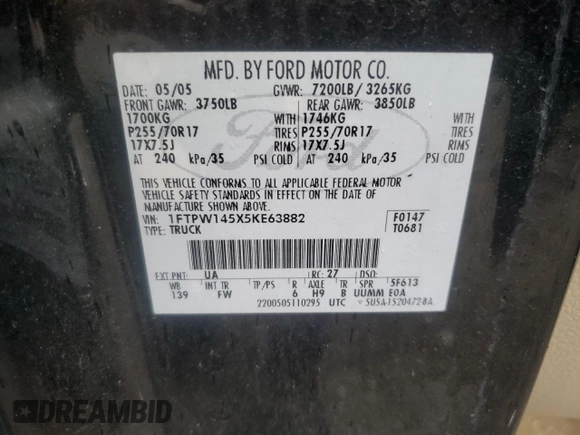 MFD. BY FORD MOTOR CO.
DATE: 05/05 GVWR: 7200LB/ 3265KG
FRONT GAWR: 3750LB REAR GAWR: 3850LB
1700KG WITH 1746KG WITH
P255/70R17 TIRES P255/70R17 TIRES
17X7.5J RIMS 17X7.5J RIMS
AT 240 kPa/35 PSI COLD AT 240 kPa/35 PSI COLD
THIS VEHICLE CONFORMS TO ALL APPLICABLE FEDERAL MOTOR
VEHICLE SAFETY STANDARDS IN EFFECT ON THE DATE OF
MANUFACTURE SHOWN ABOVE.
VIN: 1FTPW145X5KE63882 F0147
TYPE: TRUCK T0681
EXT PNT: UA RC: 27 DSO:
WB INT TR TP/PS R AXLE TR SPR 5F613
139 FW 6 H9 B UUMM E0A
2200505110295 UTC *5USA-1520472-BA
Ford
DREAMBID